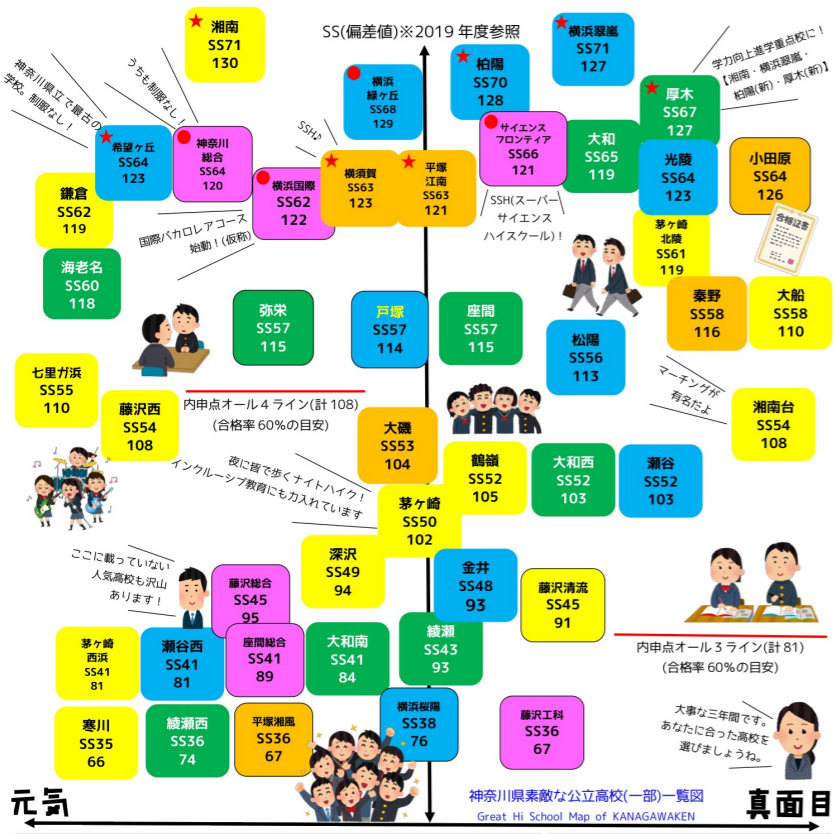 SS(偏差値)※2019 年度参照
湘南
SS71
130
柏陽
SS70
128
横浜翠嵐
SS71
127
学力向上進学重点校に！
【湘南・横浜翠嵐・
柏陽(新)・厚木(新)】
神奈川県立で最古の
学校。制服なし！
うちも制服なし！
横浜
緑ヶ丘
SS68
129
厚木
SS67
127
希望ヶ丘
SS64
123
神奈川
総合
SS64
120
SSH♪
サイエンス
フロンティア
SS66
121
大和
SS65
119
光陵
SS64
123
小田原
SS64
126
鎌倉
SS62
119
横浜国際
SS62
122
横須賀
SS63
123
平塚
江南
SS63
121
国際バカロレアコース
始動！(仮称)
SSH(スーパー
サイエンス
ハイスクール)！
茅ヶ崎
北陵
SS61
119
合格証書
海老名
SS60
118
弥栄
SS57
115
戸塚
SS57
114
座間
SS57
115
松陽
SS56
113
秦野
SS58
116
大船
SS58
110
七里ガ浜
SS55
110
藤沢西
SS54
108
内申点オール４ライン(計 108)
(合格率 60％の目安)
マーチングが
有名だよ
湘南台
SS54
108
大磯
SS53
104
鶴嶺
SS52
105
大和西
SS52
103
瀬谷
SS52
103
夜に皆で歩くナイトハイク！
インクルーシブ教育にも力入れています
茅ヶ崎
SS50
102
深沢
SS49
94
金井
SS48
93
藤沢清流
SS45
91
ここに載っていない
人気高校も沢山
あります！
藤沢総合
SS45
95
内申点オール３ライン(計 81)
(合格率 60％の目安)
茅ヶ崎
西浜
SS41
81
瀬谷西
SS41
81
座間総合
SS41
89
大和南
SS41
84
綾瀬
SS43
93
寒川
SS35
66
綾瀬西
SS36
74
平塚湘風
SS36
67
横浜桜陽
SS38
76
藤沢工科
SS36
67
大事な三年間です。
あなたに合った高校を
選びましょうね。
元気
神奈川県素敵な公立高校(一部)一覧図
Great Hi School Map of KANAGAWAKEN
真面目